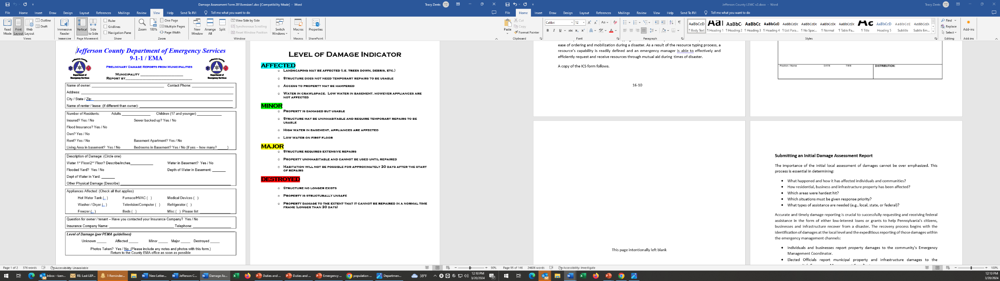 Damage Assessment Form 2018version1.doc [Compatibility Mode] - Word
Tracy Zents TZ
File Home Insert Draw Design Layout References Mailings Review View Help Send To RVI Tell me what you want to do
Read Mode
Print Layout
Web Layout
Outline
Draft
Views
Immersive Reader
Immersive
Vertical
Side to Side
Page Movement
Ruler
Gridlines
Navigation Pane
Show
Zoom
100%
One Page
Multiple Pages
Page Width
Zoom
New Window
Arrange All
Split
View Side by Side
Synchronous Scrolling
Reset Window Position
Window
Switch Windows
Macros
Macros
Properties
SharePoint
Jefferson County Department of Emergency Services
9-1-1 / EMA
Jefferson County
Department of
Emergency Services
Preliminary Damage Reports from Municipalities
Municipality
Report by
Jefferson County
Department of
Emergency Services
Name of owner: Contact Phone:
Address:
City / State / Zip:
Name of renter / lease: (if different than owner):
Number of Residents: Adults Children (17 and younger)
Insured? Yes / No Sewer backed up? Yes / No
Flood Insurance? Yes / No
Own? Yes / No
Rent? Yes / No Basement Apartment? Yes / No
Living Area in basement? Yes / No Bedrooms in Basement? Yes / No (if yes – how many? )
Description of Damage: (Circle one)
Water 1st Floor/2nd Floor? Describe/inches Water in Basement? Yes / No
Flooded Yard? Yes / No Depth of Water in Basement:
Dept of Water in Yard:
Other Physical Damage (Describe)
Appliances Affected: (Check all that applies)
Hot Water Tank ( ) Furnace/HVAC ( ) Medical Devices ( )
Washer / Dryer ( ) Television/Computer ( ) Refrigerator ( )
Freezer ( ) Beds ( ) Misc ( ) Please list:
Question for owner / tenant – Have you contacted your Insurance Company? Yes / No
Insurance Company Name: Telephone:
Level of Damage (per PEMA guidelines)
Unknown Affected Minor Major Destroyed
Photos Taken? Yes / No (Please include any notes and photos with this form.)
Return to the County EMA office as soon as possible
Level of Damage Indicator
AFFECTED
o Landscaping may be affected (i.e. trees down, debris, etc.)
o Structure does not need temporary repairs to be usable
o Access to property may be hampered
o Water in crawlspace. Low water in basement, however appliances are
not affected
MINOR
o Property is damaged but usable
o Structure may be uninhabitable and require temporary repairs to be
usable
o High water in basement, appliances are affected
o Low water on first floor
MAJOR
o Structure requires extensive repairs
o Property uninhabitable and cannot be used until repaired
o Habitation will not be possible for approximately 30 days after the start
of repairs
DESTROYED
o Structure no longer exists
o Property is structurally unsafe
o Property damage to the extent that it cannot be repaired in a normal time
frame (longer than 30 days)
Page 1 of 2 376 words Accessibility: Unavailable 90%
Jefferson County LEMC v2.docx - Word
Tracy Zents TZ
File Home Insert Draw Design Layout References Mailings Review View Help Send To RVI Tell me what you want to do
Paste
Cut
Copy
Format Painter
Clipboard
Calibri 12
Font
Paragraph
AaBbCcD ¶ Body Text
AaI ¶ Heading 1
AaBbC ¶ Heading 2
AaBbCc ¶ Heading 3
AaBbCcD ¶ Heading 4
AaBbCcDc ¶ List Para...
AaBbCcDc ¶ No Spac...
AaBbCcDc ¶ Normal
AaBbCcDc ¶ Table Pa...
Ac ¶ Title
AaBbCcD Heading 5
AaBbCcC Subtitle
AaBbCcDc Subtle Em...
Styles
Find
Replace
Select
Editing
Add-ins
Add-ins
ease of ordering and mobilization during a disaster. As a result of the resource typing process, a
resource's capability is readily defined and an emergency manager is able to effectively and
efficiently request and receive resources through mutual aid during times of disaster.
A copy of the ICS form follows.
16-10
Position / Name DATE TIME DISTRIBUTION:
This page intentionally left blank
Submitting an Initial Damage Assessment Report
The importance of the initial local assessment of damages cannot be over emphasized. This
process is essential in determining:
• What happened and how it has affected individuals and communities?
• How residential, business and infrastructure property has been affected?
• Which areas were hardest hit?
• Which situations must be given response priority?
• What types of assistance are needed (e.g., local, state, or federal)?
Accurate and timely damage reporting is crucial to successfully requesting and receiving federal
assistance in the form of either low-interest loans or grants to help Pennsylvania's citizens,
businesses and infrastructure recover from a disaster. The recovery process begins with the
identification of damages at the local level and the expeditious reporting of those damages within
the emergency management channels:
• Individuals and businesses report property damages to the community's Emergency
Management Coordinator.
• Elected Officials report municipal property and infrastructure damages to the
Page 95 of 146 24606 words Accessibility: Investigate 100%
Inbox - tzen... RE: Last LEP... 1 Reminder... New Letter... Jefferson C... Damage As... Duties and ... Duties and ... Emergency ... population ... Departmen... 38°F
12:10 PM
3/20/2024
12:10 PM
3/20/2024